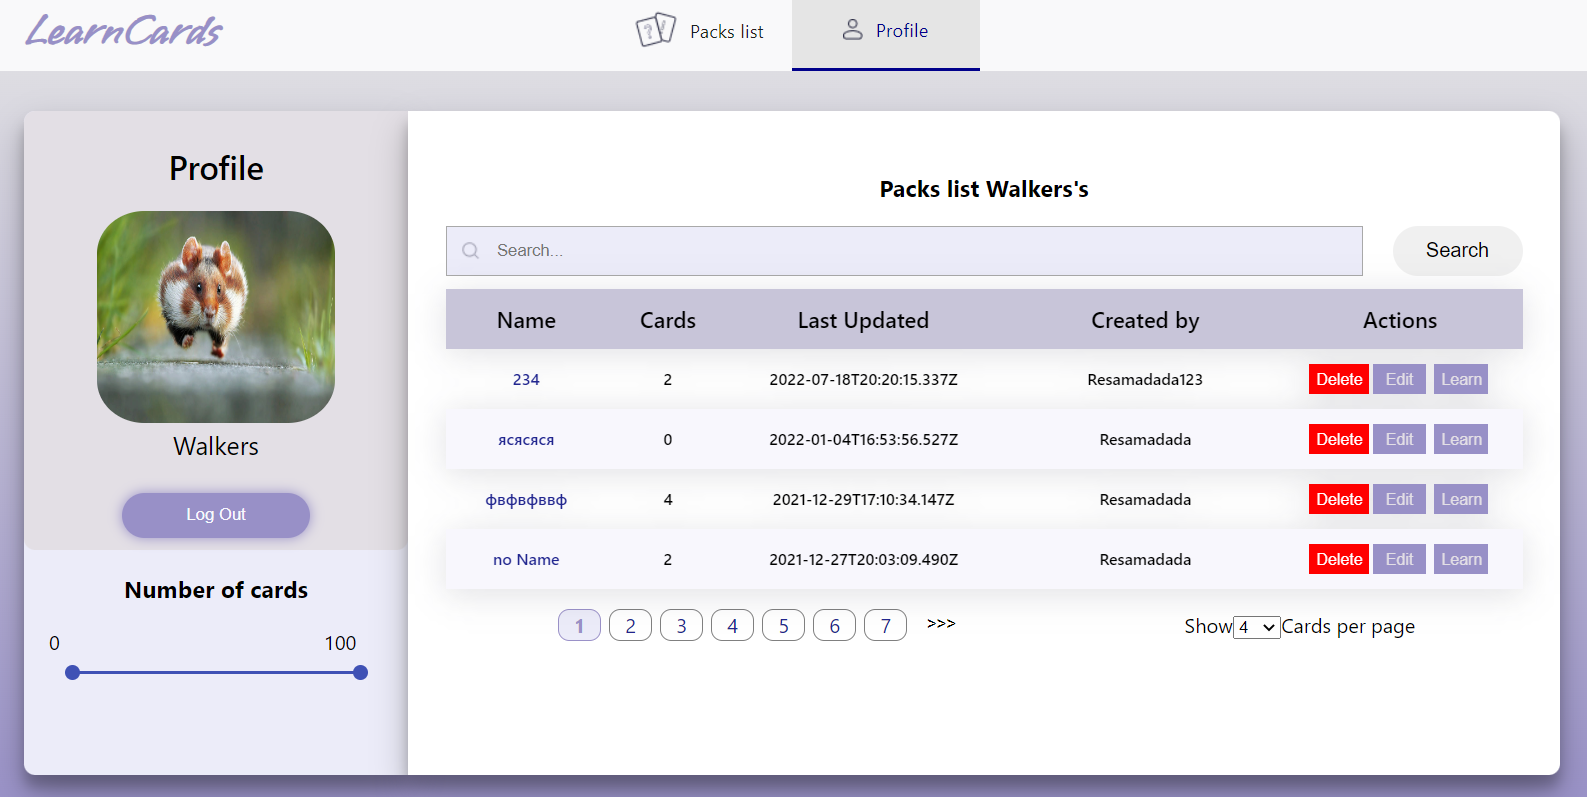 LearnCards
Packs list
Profile
Profile
Walkers
Log Out
Number of cards
0 100
Packs list Walkers's
Search... Search
Name Cards Last Updated Created by Actions
234 2 2022-07-18T20:20:15.337Z Resamadada123 Delete Edit Learn
ясясяся 0 2022-01-04T16:53:56.527Z Resamadada Delete Edit Learn
фвфвфввф 4 2021-12-29T17:10:34.147Z Resamadada Delete Edit Learn
no Name 2 2021-12-27T20:03:09.490Z Resamadada Delete Edit Learn
1 2 3 4 5 6 7 >>> Show 4 Cards per page